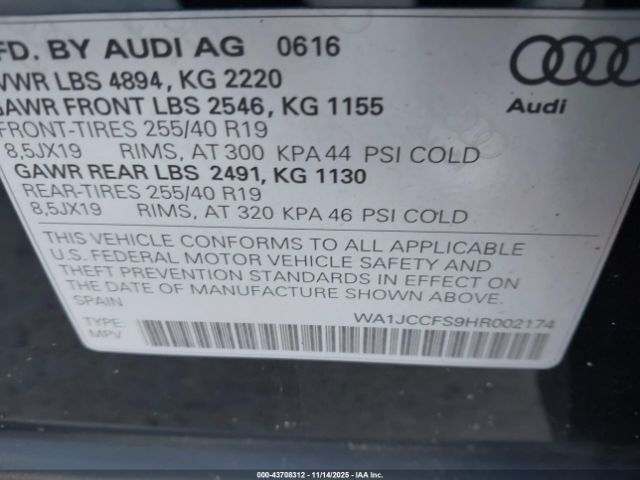 FD. BY AUDI AG 0616
VWR LBS 4894, KG 2220
GAWR FRONT LBS 2546, KG 1155
FRONT-TIRES 255/40 R19
8,5JX19 RIMS, AT 300 KPA 44 PSI COLD
GAWR REAR LBS 2491, KG 1130
REAR-TIRES 255/40 R19
8,5JX19 RIMS, AT 320 KPA 46 PSI COLD
Audi
THIS VEHICLE CONFORMS TO ALL APPLICABLE
U.S. FEDERAL MOTOR VEHICLE SAFETY AND
THEFT PREVENTION STANDARDS IN EFFECT ON
THE DATE OF MANUFACTURE SHOWN ABOVE.
SPAIN
WA1JCCFS9HR002174
TYPE:
MPV
000-43708312 - 11/14/2025 - IAAI.COM